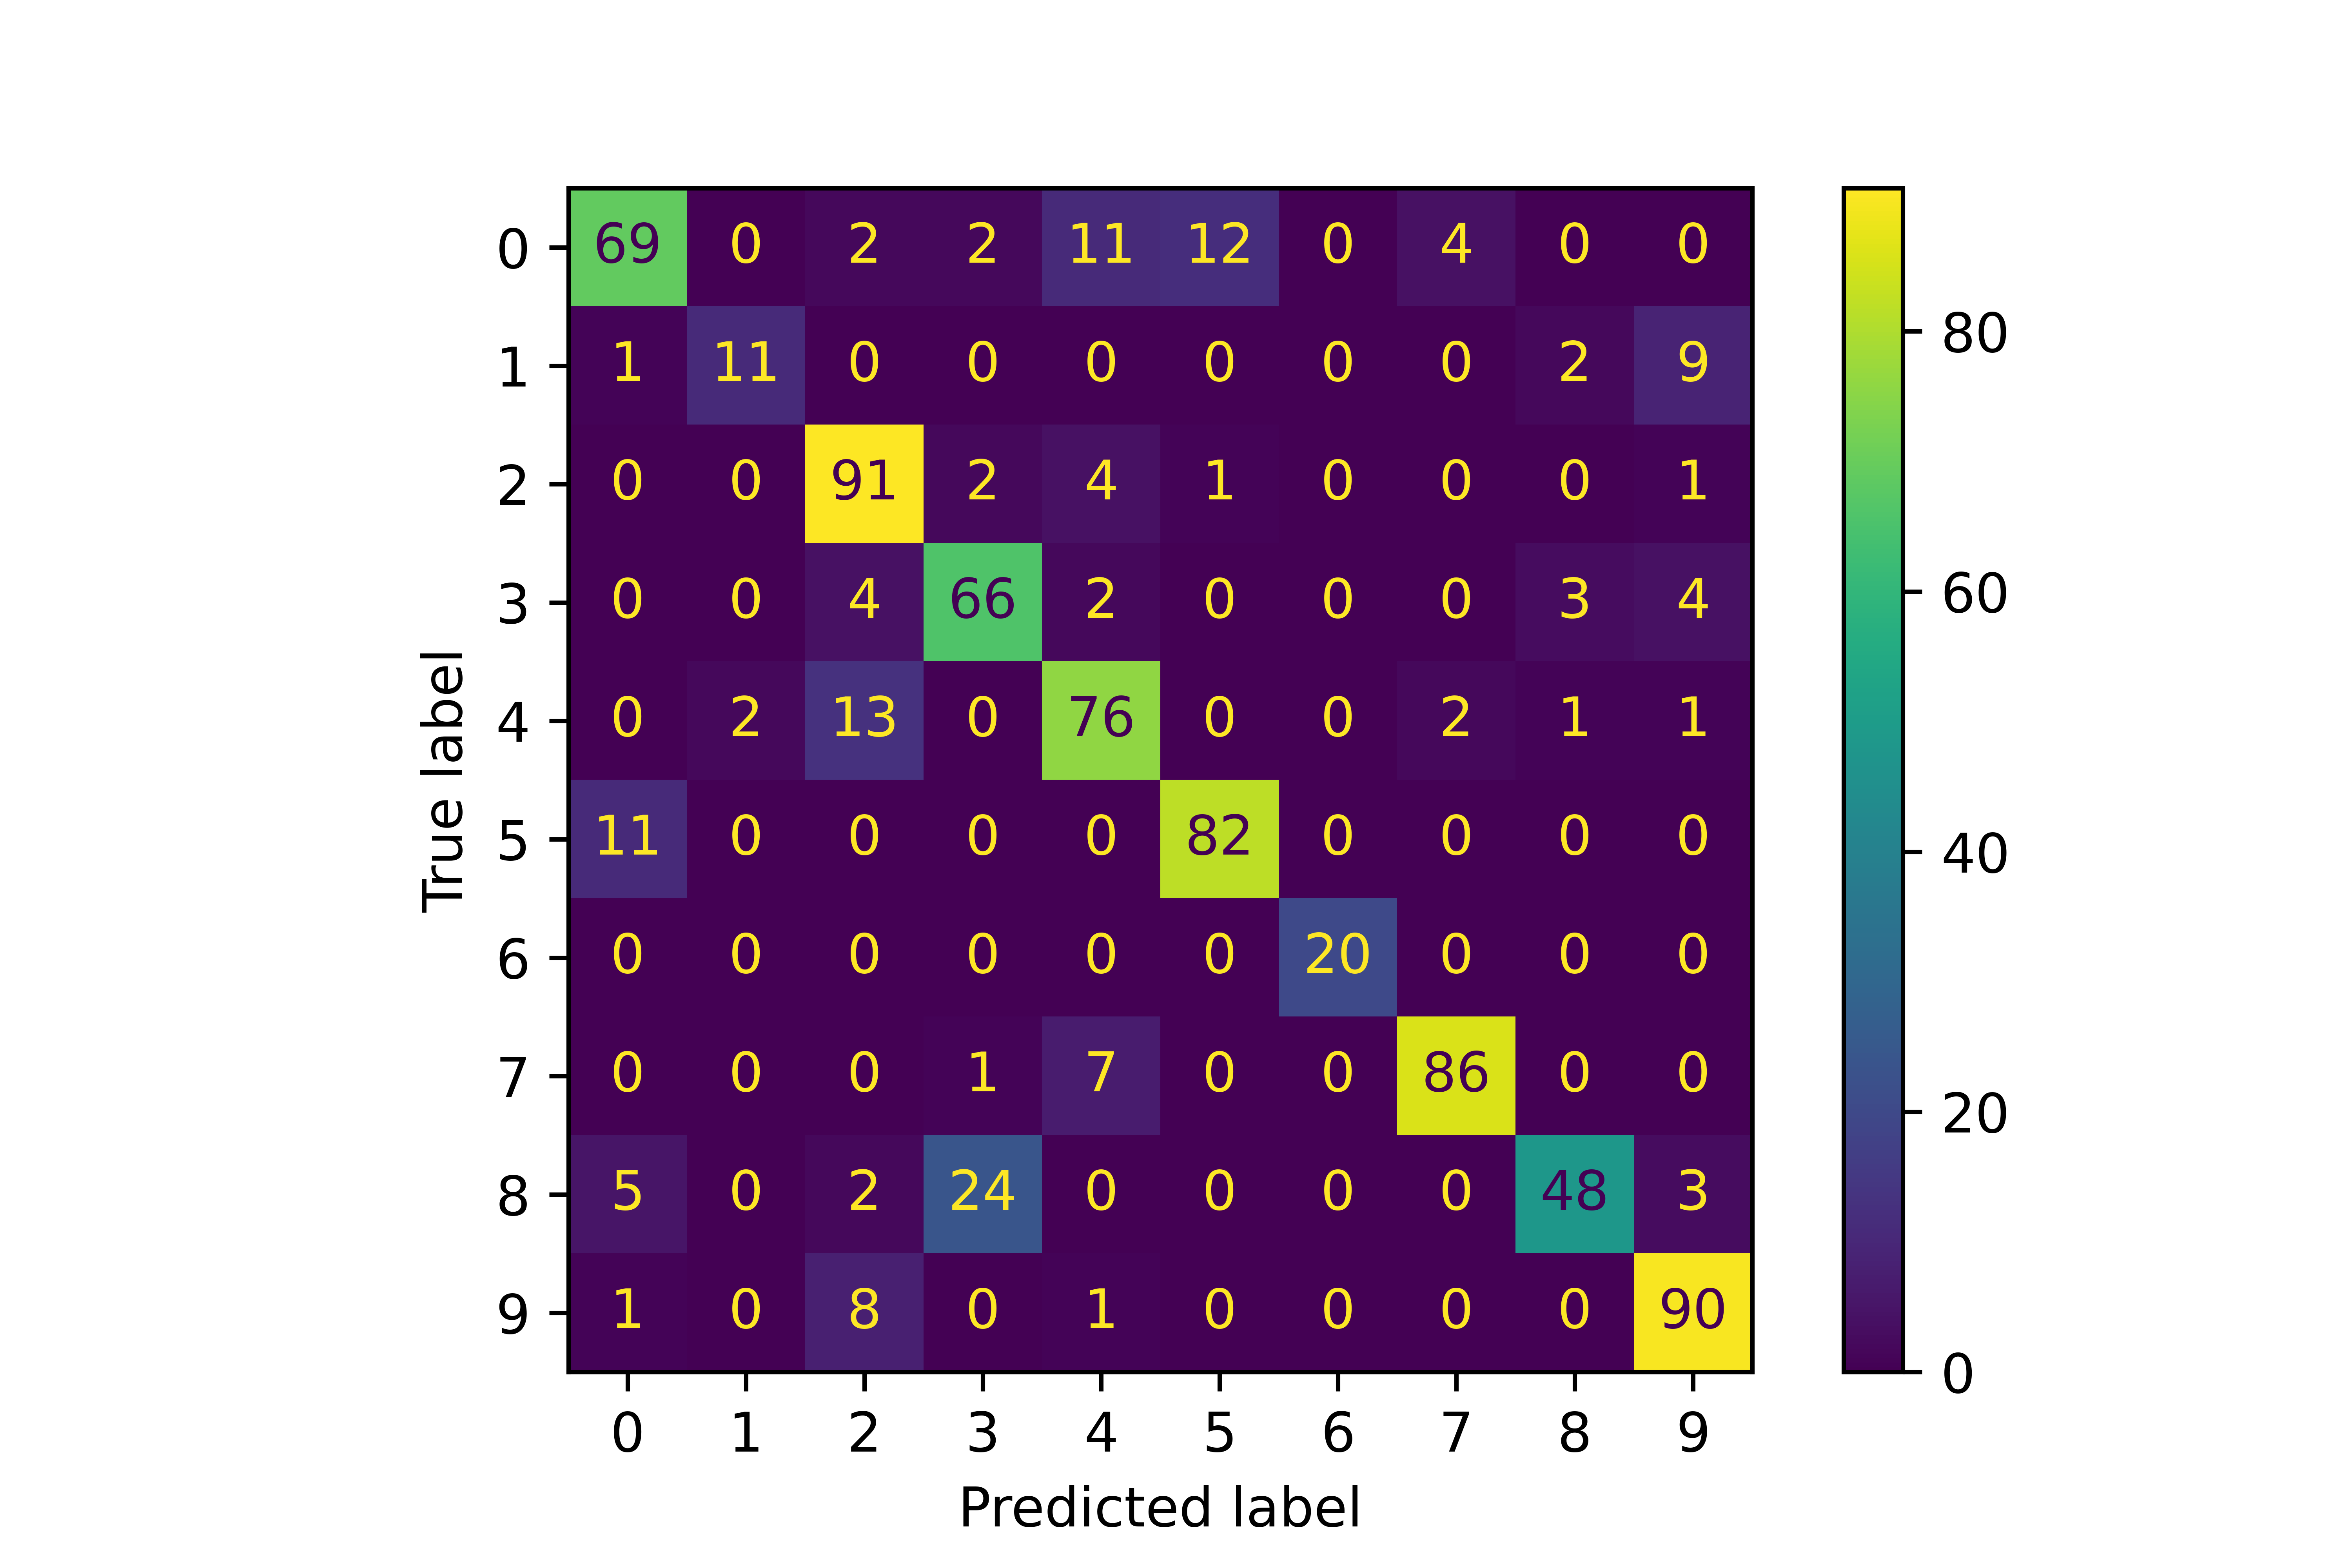 0 69 0 2 2 11 12 0 4 0 0
1 1 11 0 0 0 0 0 0 2 9
2 0 0 91 2 4 1 0 0 0 1
3 0 0 4 66 2 0 0 0 3 4
4 0 2 13 0 76 0 0 2 1 1
5 11 0 0 0 0 82 0 0 0 0
6 0 0 0 0 0 0 20 0 0 0
7 0 0 0 1 7 0 0 86 0 0
8 5 0 2 24 0 0 0 0 48 3
9 1 0 8 0 1 0 0 0 0 90
0 1 2 3 4 5 6 7 8 9
Predicted label
True label
80
60
40
20
0